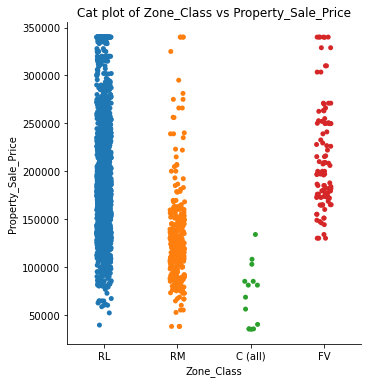 Cat plot of Zone_Class vs Property_Sale_Price
350000
300000
250000
200000
150000
100000
50000
Property_Sale_Price
RL RM C (all) FV
Zone_Class